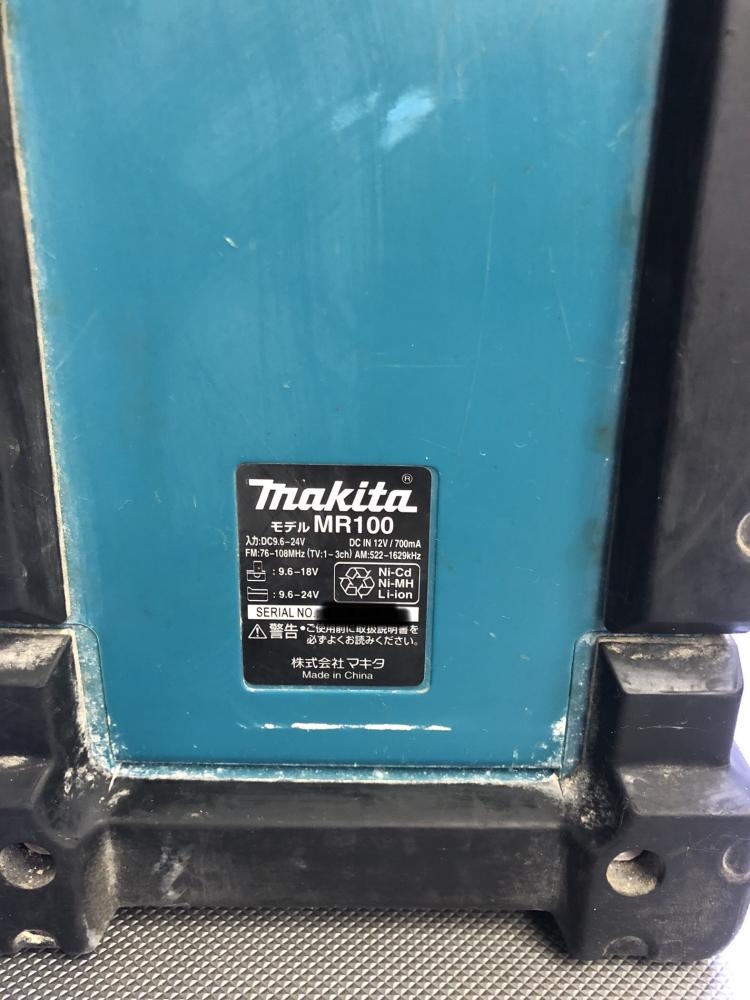 makita®
モデル MR100
入力:DC9.6-24V DC IN 12V / 700mA
FM:76-108MHz (TV:1-3ch) AM:522-1629kHz
: 9.6-18V
: 9.6-24V
Ni-Cd
Ni-MH
Li-ion
SERIAL NO.
警告・ご使用前に取扱説明書を
必ずよくお読みください。
株式会社 マキタ
Made in China